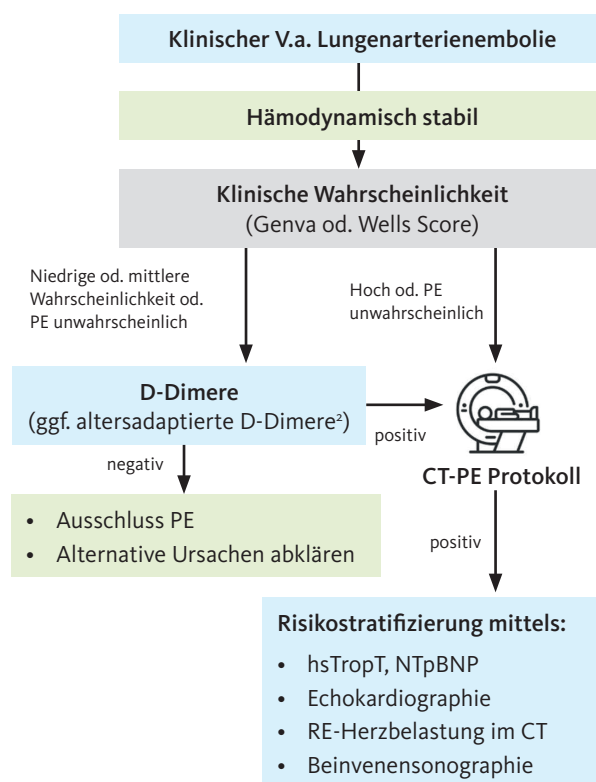 Klinischer V.a. Lungenarterienembolie
Hämodynamisch stabil
Klinische Wahrscheinlichkeit
(Genva od. Wells Score)
Niedrige od. mittlere
Wahrscheinlichkeit od.
PE unwahrscheinlich
Hoch od. PE
unwahrscheinlich
D-Dimere
(ggf. altersadaptierte D-Dimere²)
positiv
CT-PE Protokoll
negativ
• Ausschluss PE
• Alternative Ursachen abklären
positiv
Risikostratifizierung mittels:
• hsTropT, NTpBNP
• Echokardiographie
• RE-Herzbelastung im CT
• Beinvenensonographie